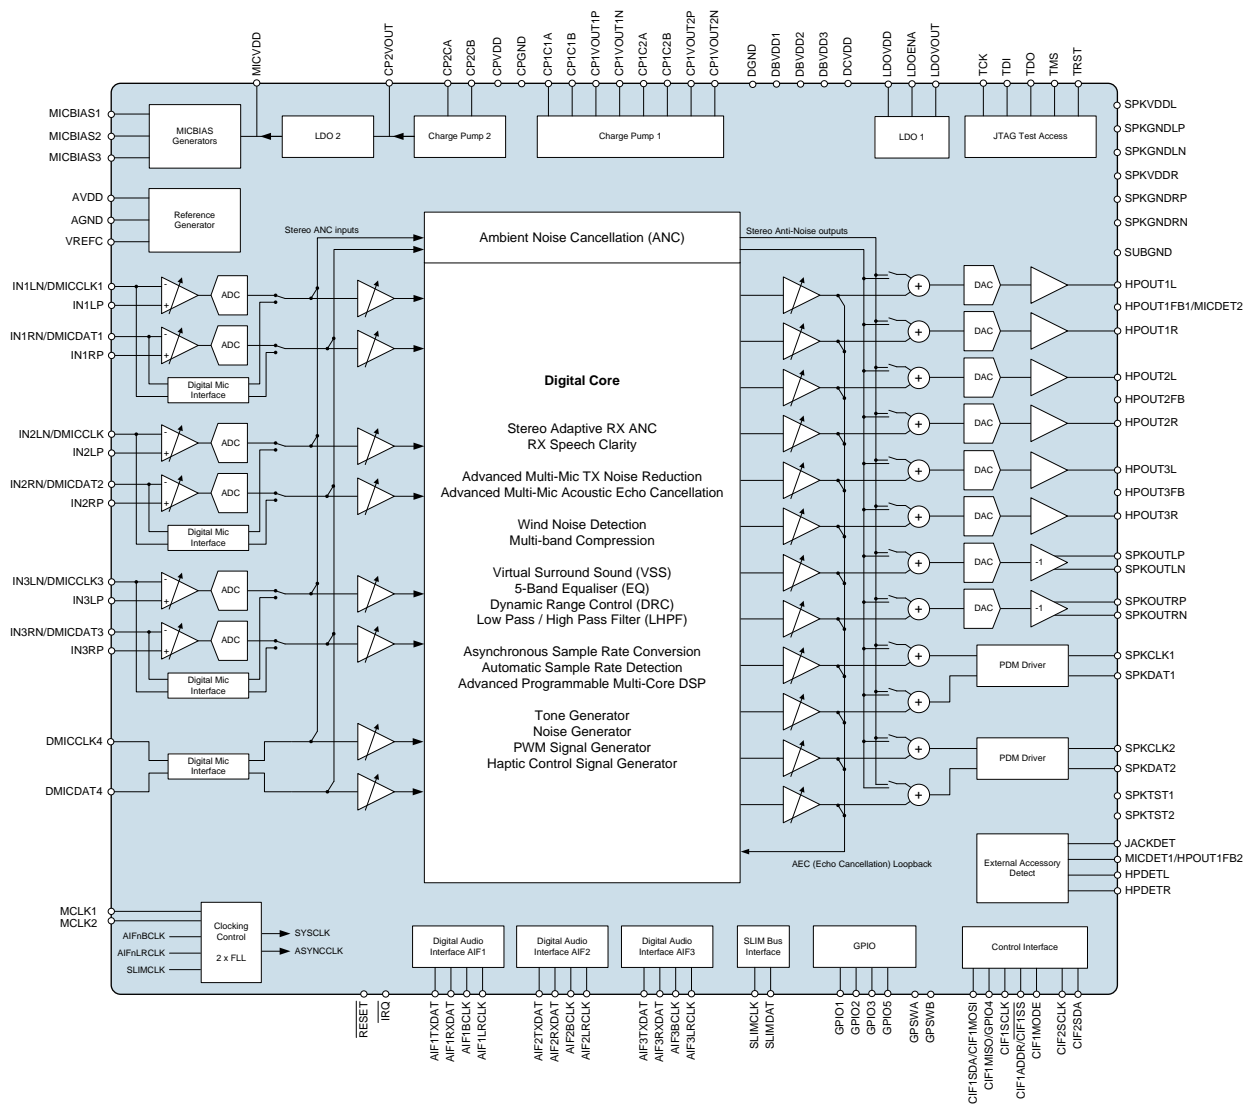 MICVDD
CP2VOUT
CP2CA
CP2CB
CPVDD
CPGND
CP1C1A
CP1C1B
CP1VOUT1P
CP1VOUT1N
CP1C2A
CP1C2B
CP1VOUT2P
CP1VOUT2N
DGND
DBVDD1
DBVDD2
DBVDD3
DCVDD
LDOVDD
LDOENA
LDOVOUT
TCK
TDI
TDO
TMS
TRST
MICBIAS1
MICBIAS2
MICBIAS3
MICBIAS
Generators
LDO 2
Charge Pump 2
Charge Pump 1
LDO 1
JTAG Test Access
SPKVDDL
SPKGNDLP
SPKGNDLN
SPKVDDR
SPKGNDRP
SPKGNDRN
SUBGND
AVDD
AGND
VREFC
Reference
Generator
Stereo ANC inputs
Ambient Noise Cancellation (ANC)
Stereo Anti-Noise outputs
IN1LN/DMICCLK1
IN1LP
IN1RN/DMICDAT1
IN1RP
-
+
ADC
-
+
ADC
Digital Mic
Interface
IN2LN/DMICCLK
IN2LP
IN2RN/DMICDAT2
IN2RP
-
+
ADC
-
+
ADC
Digital Mic
Interface
IN3LN/DMICCLK3
IN3LP
IN3RN/DMICDAT3
IN3RP
-
+
ADC
-
+
ADC
Digital Mic
Interface
DMICCLK4
DMICDAT4
Digital Mic
Interface
Digital Core
Stereo Adaptive RX ANC
RX Speech Clarity
Advanced Multi-Mic TX Noise Reduction
Advanced Multi-Mic Acoustic Echo Cancellation
Wind Noise Detection
Multi-band Compression
Virtual Surround Sound (VSS)
5-Band Equaliser (EQ)
Dynamic Range Control (DRC)
Low Pass / High Pass Filter (LHPF)
Asynchronous Sample Rate Conversion
Automatic Sample Rate Detection
Advanced Programmable Multi-Core DSP
Tone Generator
Noise Generator
PWM Signal Generator
Haptic Control Signal Generator
+
DAC
HPOUT1L
HPOUT1FB1/MICDET2
+
DAC
HPOUT1R
+
DAC
HPOUT2L
HPOUT2FB
+
DAC
HPOUT2R
+
DAC
HPOUT3L
HPOUT3FB
+
DAC
HPOUT3R
+
DAC
-1
SPKOUTLP
SPKOUTLN
+
DAC
-1
SPKOUTRP
SPKOUTRN
+
+
PDM Driver
SPKCLK1
SPKDAT1
+
+
PDM Driver
SPKCLK2
SPKDAT2
SPKTST1
SPKTST2
AEC (Echo Cancellation) Loopback
External Accessory
Detect
JACKDET
MICDET1/HPOUT1FB2
HPDETL
HPDETR
MCLK1
MCLK2
AIFnBCLK
AIFnLRCLK
SLIMCLK
Clocking
Control
2 x FLL
SYSCLK
ASYNCCLK
Digital Audio
Interface AIF1
Digital Audio
Interface AIF2
Digital Audio
Interface AIF3
SLIM Bus
Interface
GPIO
Control Interface
RESET
IRQ
AIF1TXDAT
AIF1RXDAT
AIF1BCLK
AIF1LRCLK
AIF2TXDAT
AIF2RXDAT
AIF2BCLK
AIF2LRCLK
AIF3TXDAT
AIF3RXDAT
AIF3BCLK
AIF3LRCLK
SLIMCLK
SLIMDAT
GPIO1
GPIO2
GPIO3
GPIO5
GPSWA
GPSWB
CIF1SDA/CIF1MOSI
CIF1MISO/GPIO4
CIF1SCLK
CIF1ADDR/CIF1SS
CIF1MODE
CIF2SCLK
CIF2SDA